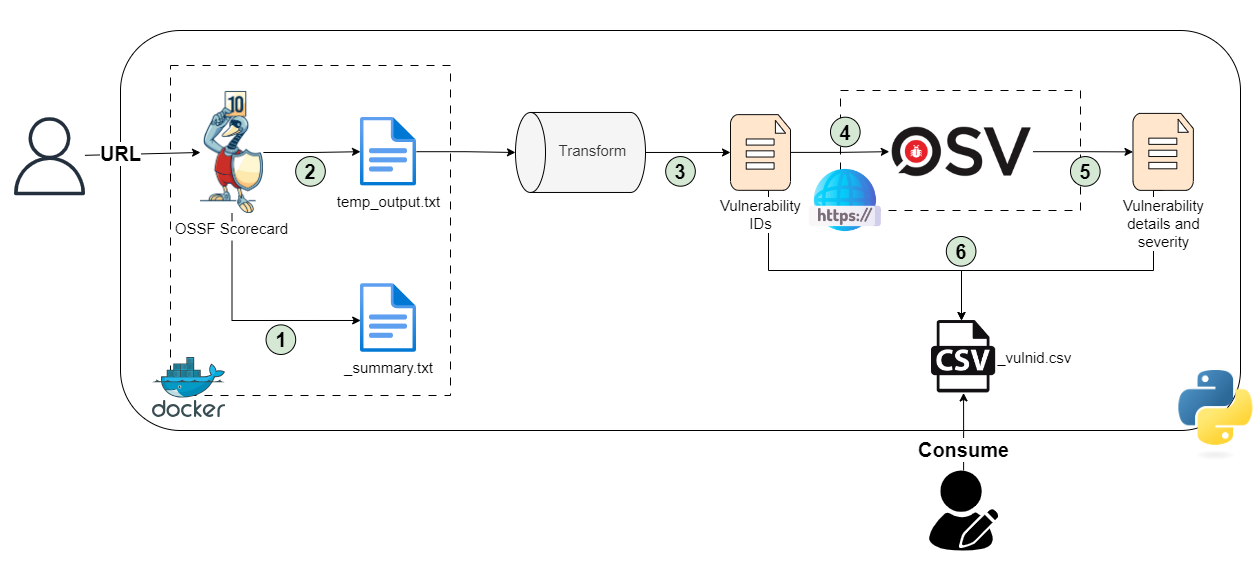 10
URL
2
temp_output.txt
OSSF Scorecard
1
_summary.txt
docker
Transform
3
Vulnerability
IDs
4
https://
OSV
5
Vulnerability
details and
severity
6
CSV
_vulnid.csv
Consume